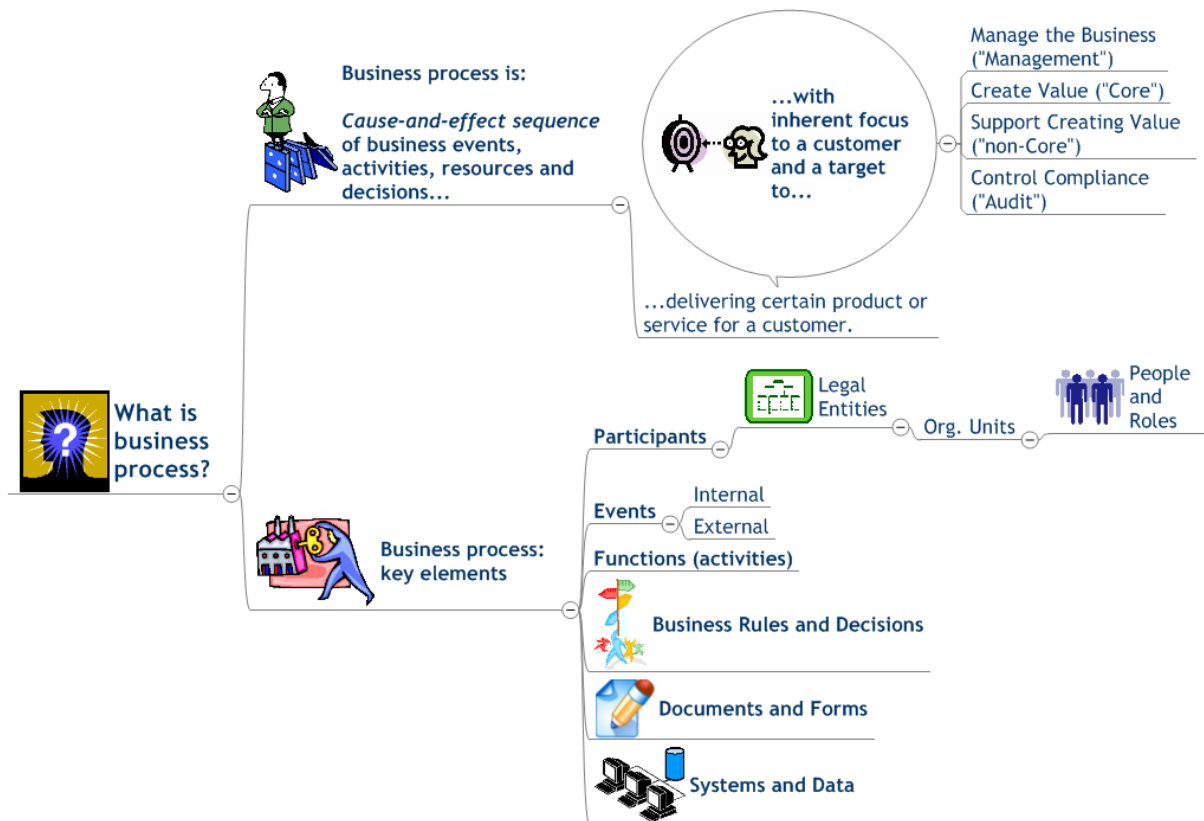 What is
business
process?
Business process is:
Cause-and-effect sequence
of business events,
activities, resources and
decisions...
...with
inherent focus
to a customer
and a target
to...
Manage the Business
("Management")
Create Value ("Core")
Support Creating Value
("non-Core")
Control Compliance
("Audit")
...delivering certain product or
service for a customer.
Business process:
key elements
Participants
Legal
Entities
Org. Units
People
and
Roles
Events
Internal
External
Functions (activities)
Business Rules and Decisions
Documents and Forms
Systems and Data
?